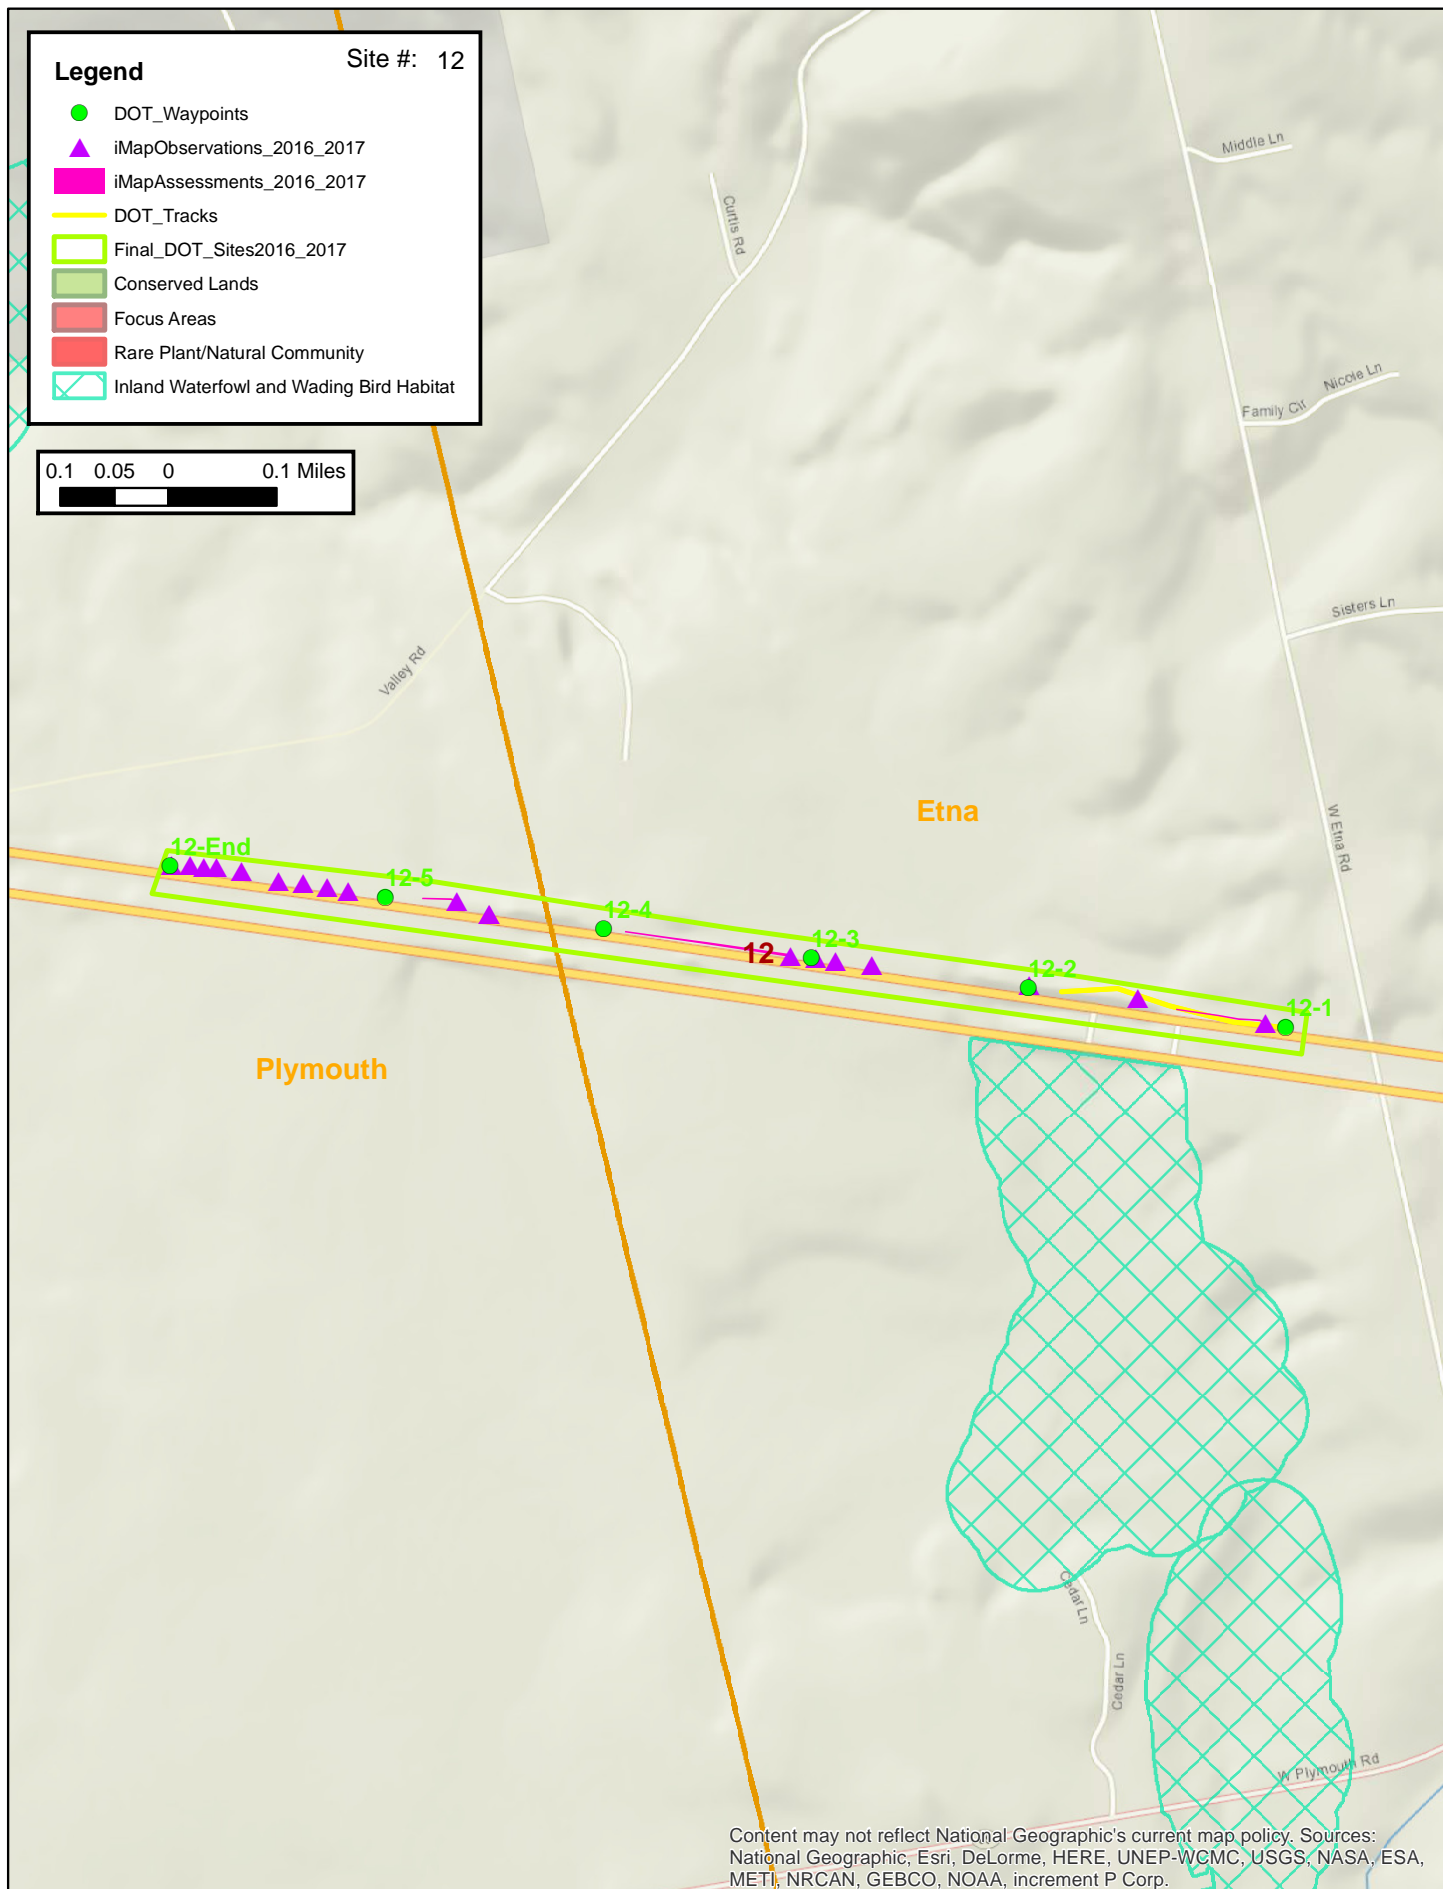 Legend
Site #: 12
DOT_Waypoints
iMapObservations_2016_2017
iMapAssessments_2016_2017
DOT_Tracks
Final_DOT_Sites2016_2017
Conserved Lands
Focus Areas
Rare Plant/Natural Community
Inland Waterfowl and Wading Bird Habitat
0.1 0.05 0 0.1 Miles
Middle Ln
Curtis Rd
Nicole Ln
Family Cir
Sisters Ln
Valley Rd
W Etna Rd
Etna
12-End
12-5
12-4
12-3
12
12-2
12-1
Plymouth
Cedar Ln
Cedar Ln
W Plymouth Rd
Content may not reflect National Geographic's current map policy. Sources:
National Geographic, Esri, DeLorme, HERE, UNEP-WCMC, USGS, NASA, ESA,
METI, NRCAN, GEBCO, NOAA, increment P Corp.